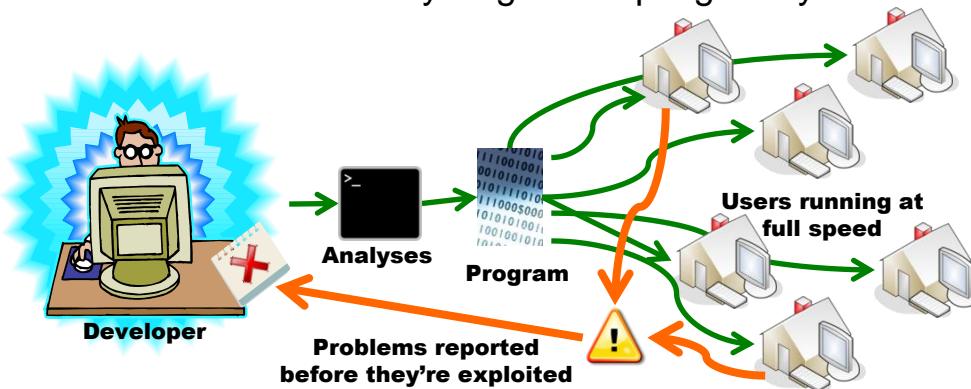 >_
Users running at
full speed
Analyses
Program
Developer
!
Problems reported
before they're exploited